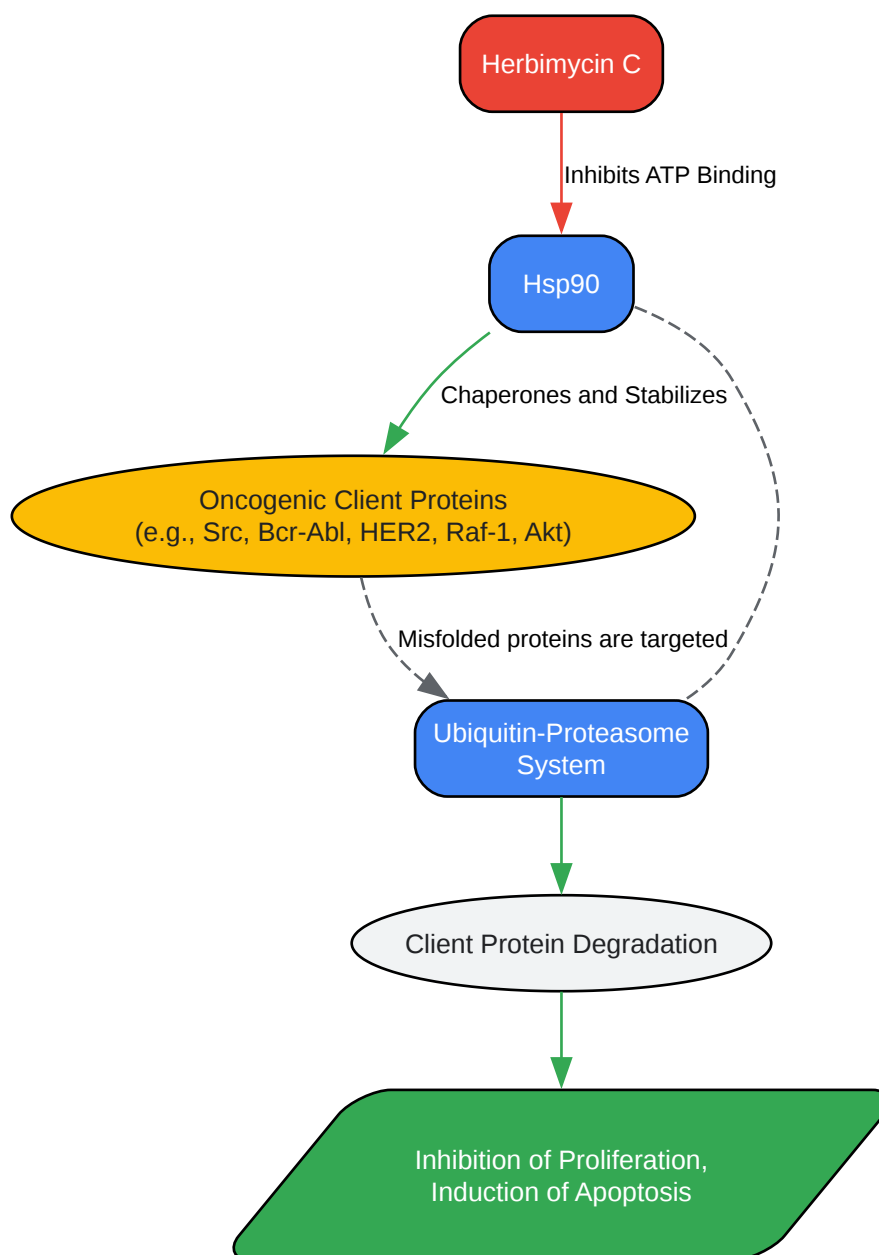 Herbimycin C
Inhibits ATP Binding
Hsp90
Chaperones and Stabilizes
Oncogenic Client Proteins
(e.g., Src, Bcr-Abl, HER2, Raf-1, Akt)
Misfolded proteins are targeted
Ubiquitin-Proteasome
System
Client Protein Degradation
Inhibition of Proliferation,
Induction of Apoptosis